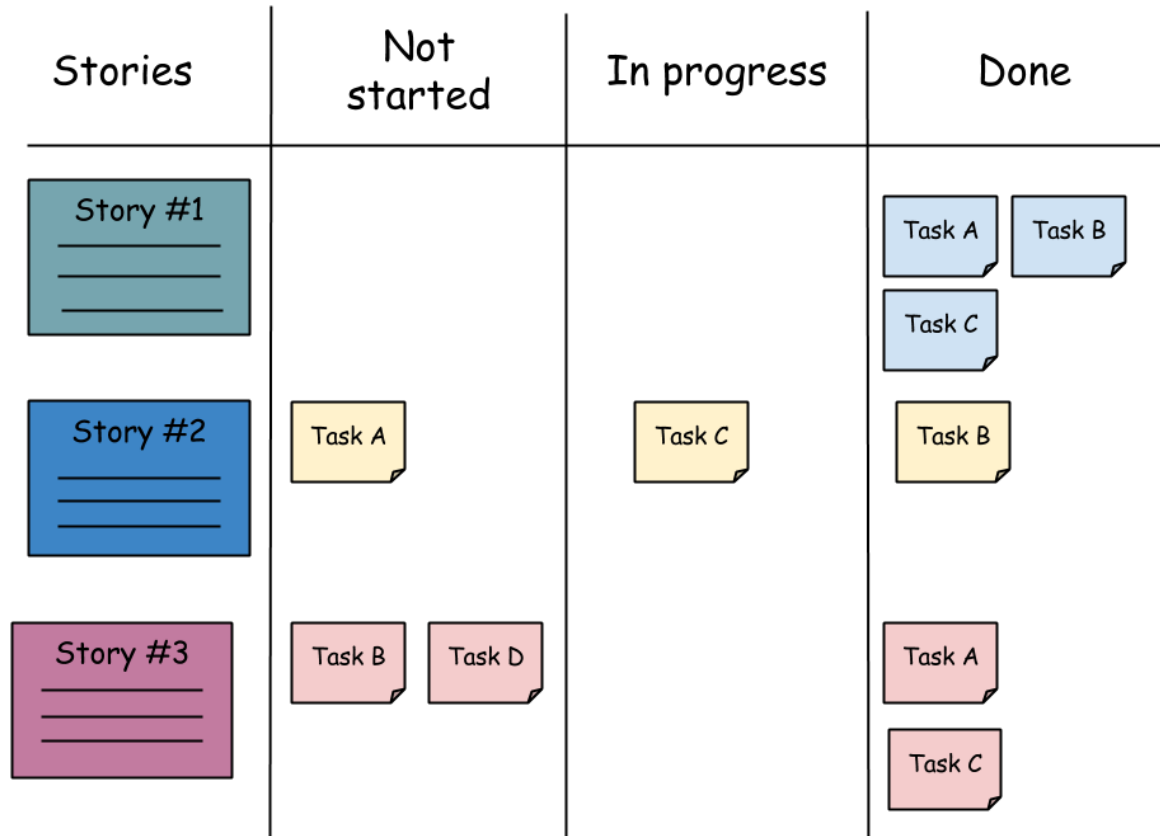 Stories
Not
started
In progress
Done
Story #1
Task A
Task B
Task C
Story #2
Task A
Task C
Task B
Story #3
Task B
Task D
Task A
Task C